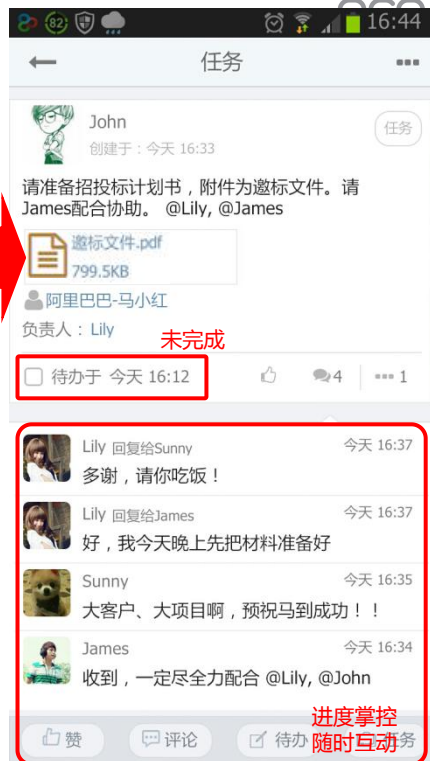 82
16:44
任务
John
任务
创建于：今天 16:33
请准备招投标计划书，附件为邀标文件。请
James配合协助。 @Lily, @James
邀标文件.pdf
799.5KB
阿里巴巴-马小红
负责人：Lily
未完成
待办于 今天 16:12
4
1
Lily 回复给Sunny
今天 16:37
多谢，请你吃饭！
Lily 回复给James
今天 16:37
好，我今天晚上先把材料准备好
Sunny
今天 16:35
大客户、大项目啊，预祝马到成功！！
James
今天 16:34
收到，一定尽全力配合 @Lily, @John
进度掌控
随时互动
赞
评论
待办
任务